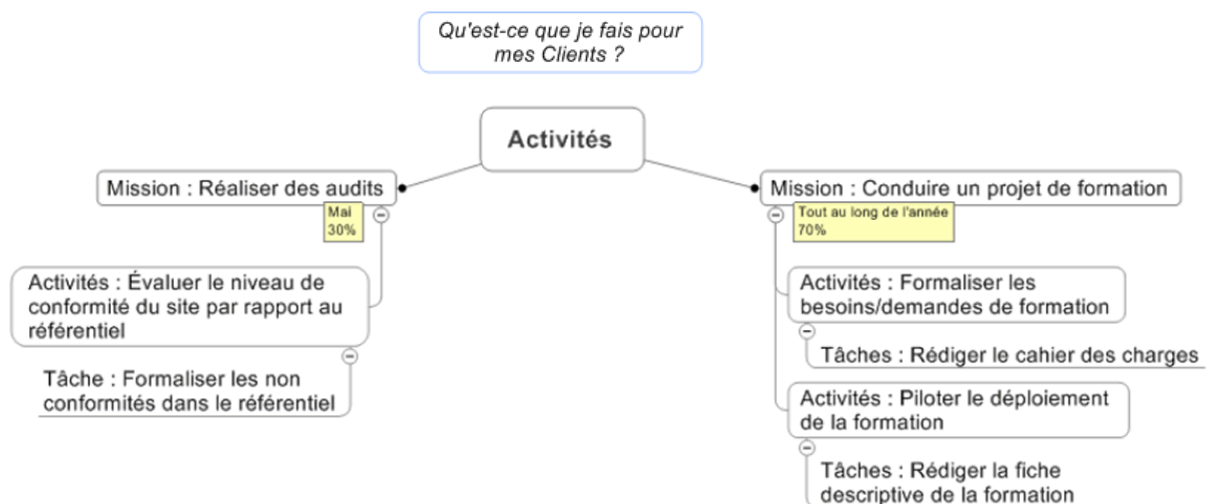 Qu'est-ce que je fais pour
mes Clients ?
Activités
Mission : Réaliser des audits
Mai
30%
Activités : Évaluer le niveau de
conformité du site par rapport au
référentiel
Tâche : Formaliser les non
conformités dans le référentiel
Mission : Conduire un projet de formation
Tout au long de l'année
70%
Activités : Formaliser les
besoins/demandes de formation
Tâches : Rédiger le cahier des charges
Activités : Piloter le déploiement
de la formation
Tâches : Rédiger la fiche
descriptive de la formation